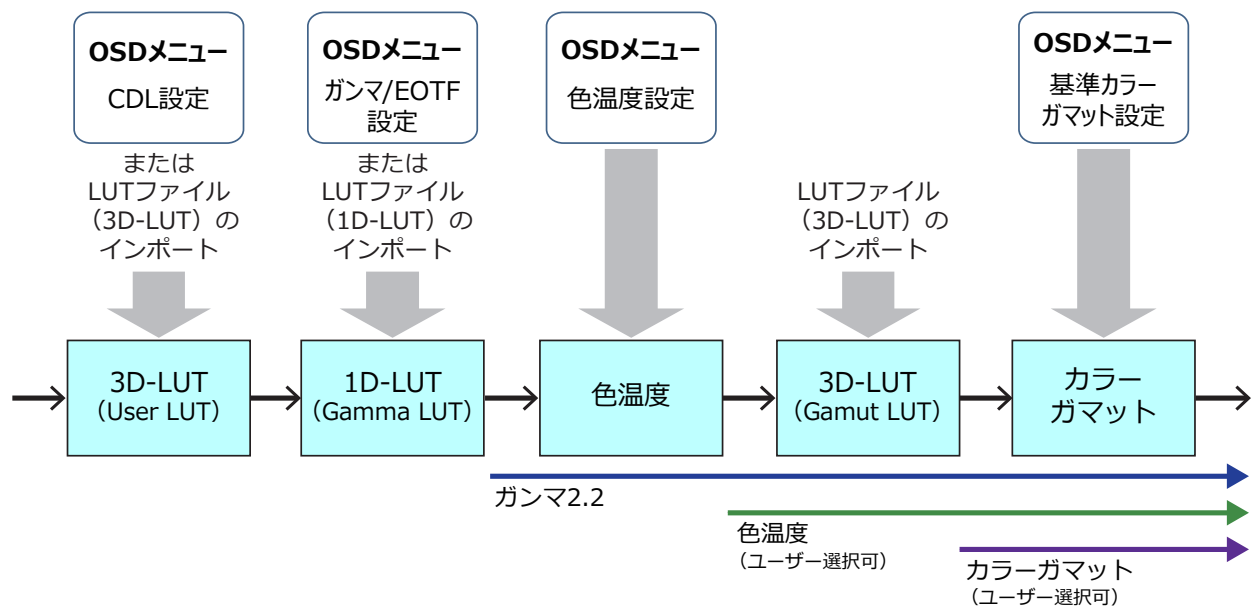 OSDメニュー
CDL設定
または
LUTファイル
（3D-LUT）の
インポート
OSDメニュー
ガンマ/EOTF
設定
または
LUTファイル
（1D-LUT）の
インポート
OSDメニュー
色温度設定
LUTファイル
（3D-LUT）の
インポート
OSDメニュー
基準カラー
ガマット設定
3D-LUT
（User LUT）
1D-LUT
（Gamma LUT）
色温度
3D-LUT
（Gamut LUT）
カラー
ガマット
ガンマ2.2
色温度
（ユーザー選択可）
カラーガマット
（ユーザー選択可）